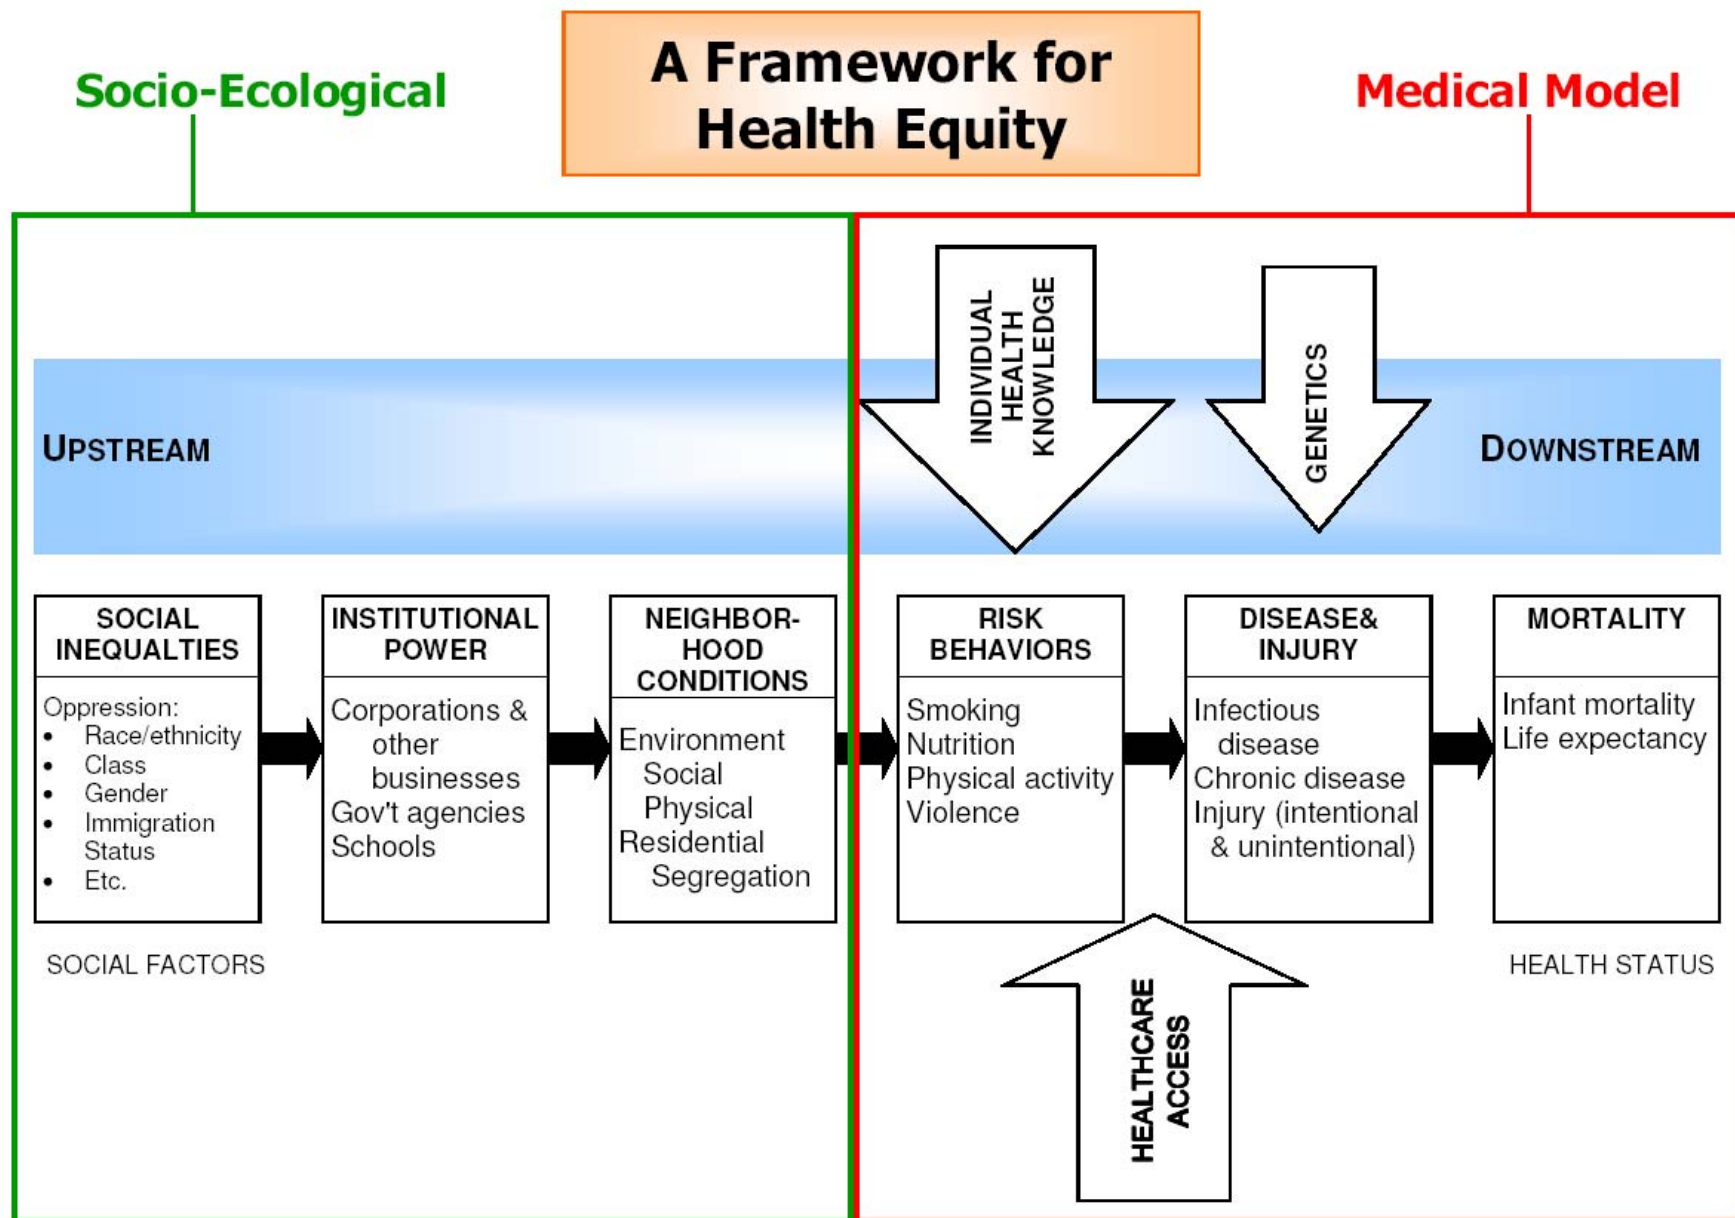 A Framework for
Health Equity
Socio-Ecological
Medical Model
INDIVIDUAL
HEALTH
KNOWLEDGE
GENETICS
UPSTREAM
DOWNSTREAM
SOCIAL
INEQUALTIES
Oppression:
• Race/ethnicity
• Class
• Gender
• Immigration
Status
• Etc.
INSTITUTIONAL
POWER
Corporations &
other
businesses
Gov't agencies
Schools
NEIGHBOR-
HOOD
CONDITIONS
Environment
Social
Physical
Residential
Segregation
RISK
BEHAVIORS
Smoking
Nutrition
Physical activity
Violence
DISEASE&
INJURY
Infectious
disease
Chronic disease
Injury (intentional
& unintentional)
MORTALITY
Infant mortality
Life expectancy
SOCIAL FACTORS
HEALTH STATUS
HEALTHCARE
ACCESS